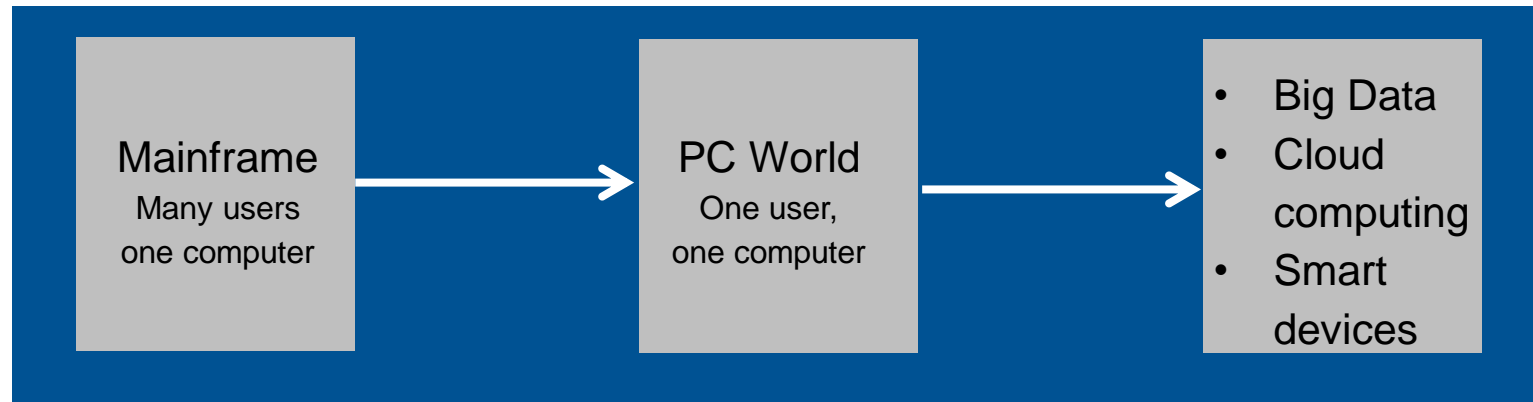 Mainframe
Many users
one computer
PC World
One user,
one computer
• Big Data
• Cloud
computing
• Smart
devices